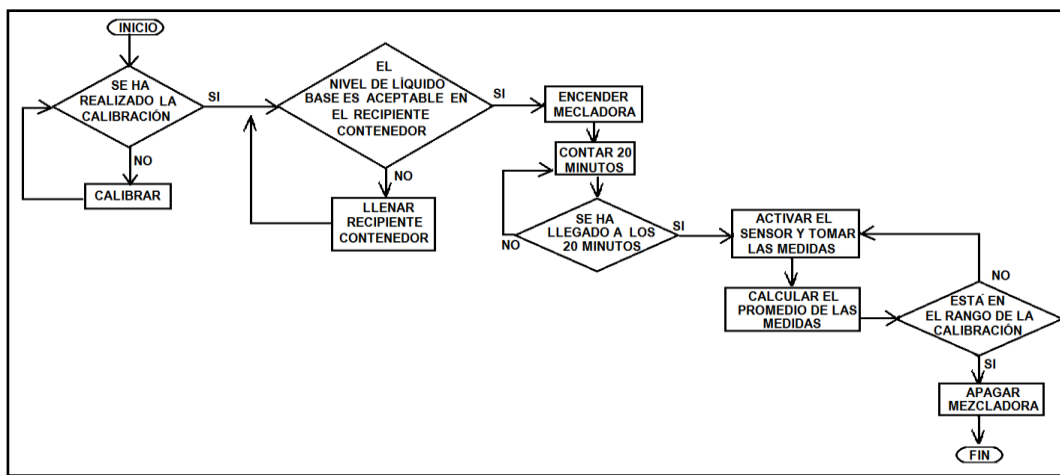 INICIO
SE HA
REALIZADO LA
CALIBRACIÓN
SI
NO
CALIBRAR
EL
NIVEL DE LÍQUIDO
BASE ES ACEPTABLE EN
EL RECIPIENTE
CONTENEDOR
SI
NO
LLENAR
RECIPIENTE
CONTENEDOR
ENCENDER
MECLADORA
CONTAR 20
MINUTOS
SE HA
LLEGADO A LOS
20 MINUTOS
NO
SI
ACTIVAR EL
SENSOR Y TOMAR
LAS MEDIDAS
CALCULAR EL
PROMEDIO DE LAS
MEDIDAS
NO
ESTÁ EN
EL RANGO DE LA
CALIBRACIÓN
SI
APAGAR
MEZCLADORA
FIN